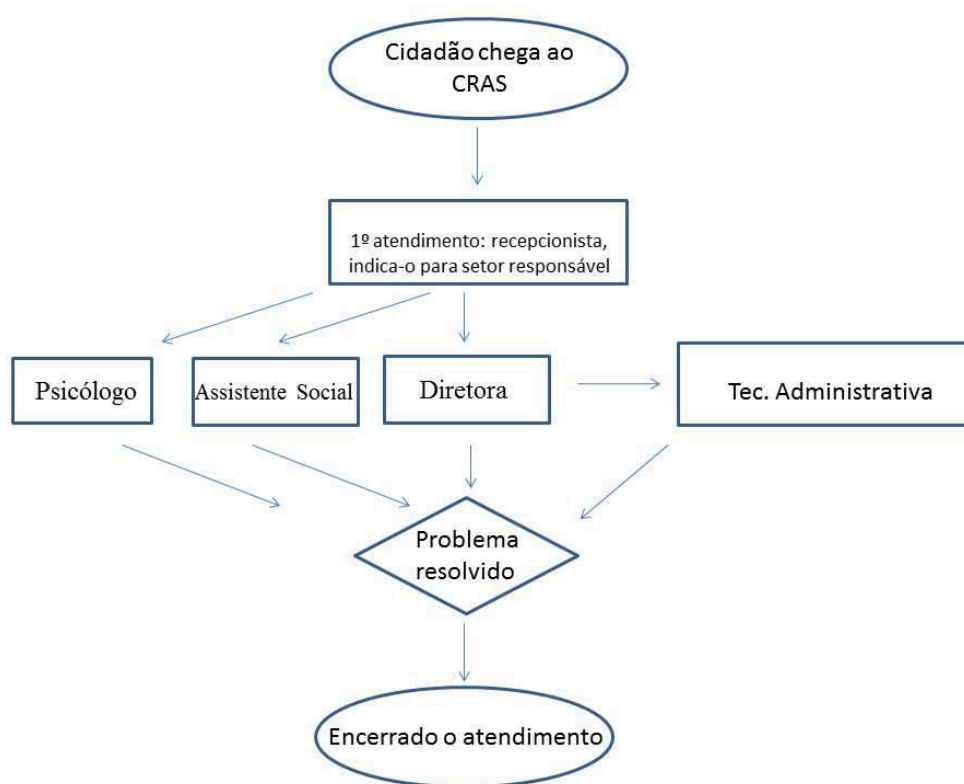 Cidadão chega ao
CRAS
1º atendimento: recepcionista,
indica-o para setor responsável
Psicólogo
Assistente Social
Diretora
Tec. Administrativa
Problema
resolvido
Encerrado o atendimento